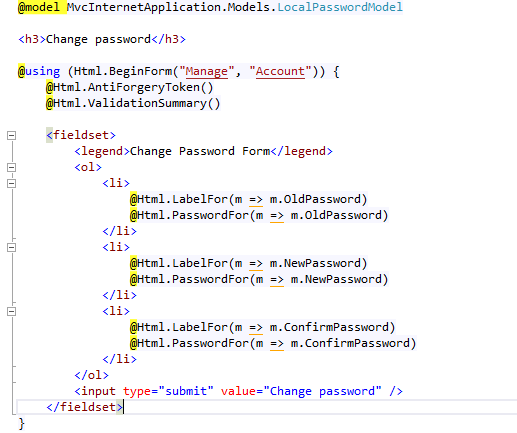 @model MvcInternetApplication.Models.LocalPasswordModel
<h3>Change password</h3>
@using (Html.BeginForm("Manage", "Account")) {
@Html.AntiForgeryToken()
@Html.ValidationSummary()
<fieldset>
<legend>Change Password Form</legend>
<ol>
<li>
@Html.LabelFor(m => m.OldPassword)
@Html.PasswordFor(m => m.OldPassword)
</li>
<li>
@Html.LabelFor(m => m.NewPassword)
@Html.PasswordFor(m => m.NewPassword)
</li>
<li>
@Html.LabelFor(m => m.ConfirmPassword)
@Html.PasswordFor(m => m.ConfirmPassword)
</li>
</ol>
<input type="submit" value="Change password" />
</fieldset>
}